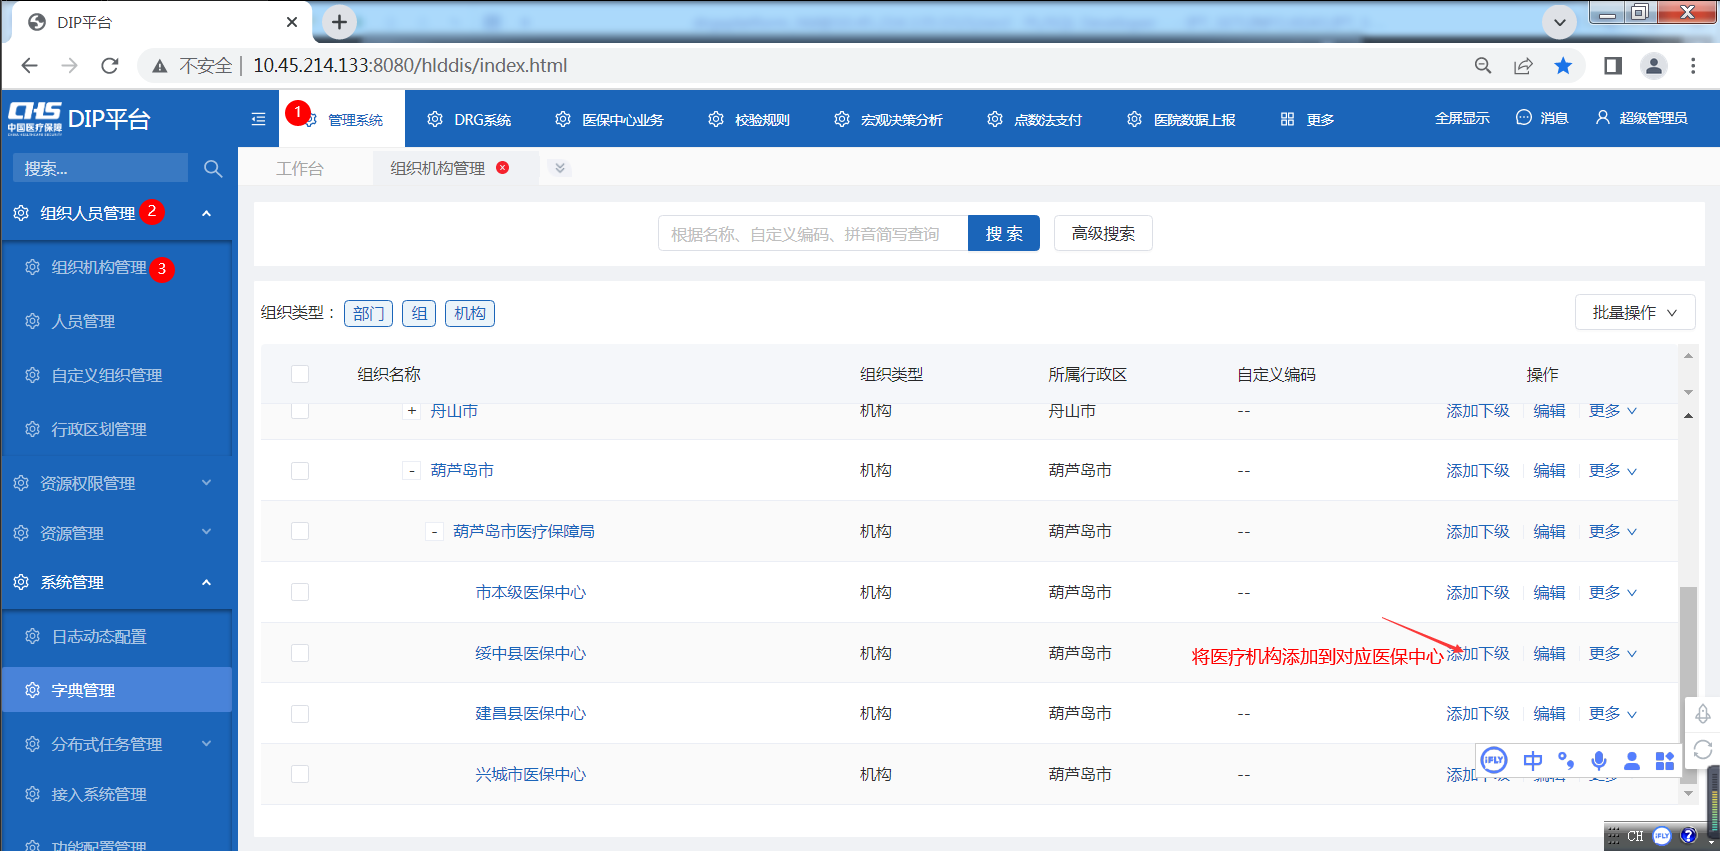 DIP平台
不安全 | 10.45.214.133:8080/hlddis/index.html
CHS 中国医疗保障 DIP平台
1 管理系统 DRG系统 医保中心业务 校验规则 宏观决策分析 点数法支付 医院数据上报 更多 全屏显示 消息 超级管理员
搜索...
工作台 组织机构管理
组织人员管理 2
组织机构管理 3
人员管理
自定义组织管理
行政区划管理
资源权限管理
资源管理
系统管理
日志动态配置
字典管理
分布式任务管理
接入系统管理
功能配置管理
根据名称、自定义编码、拼音简写查询 搜 索 高级搜索
组织类型： 部门 组 机构 批量操作
组织名称 组织类型 所属行政区 自定义编码 操作
+ 丹山市 机构 丹山市 -- 添加下级 编辑 更多
- 葫芦岛市 机构 葫芦岛市 -- 添加下级 编辑 更多
- 葫芦岛市医疗保障局 机构 葫芦岛市 -- 添加下级 编辑 更多
市本级医保中心 机构 葫芦岛市 -- 添加下级 编辑 更多
绥中县医保中心 机构 葫芦岛市 将医疗机构添加到对应医保中心 添加下级 编辑 更多
建昌县医保中心 机构 葫芦岛市 -- 添加下级 编辑 更多
兴城市医保中心 机构 葫芦岛市 -- 添加
iFLY 中
CH iFLY ?